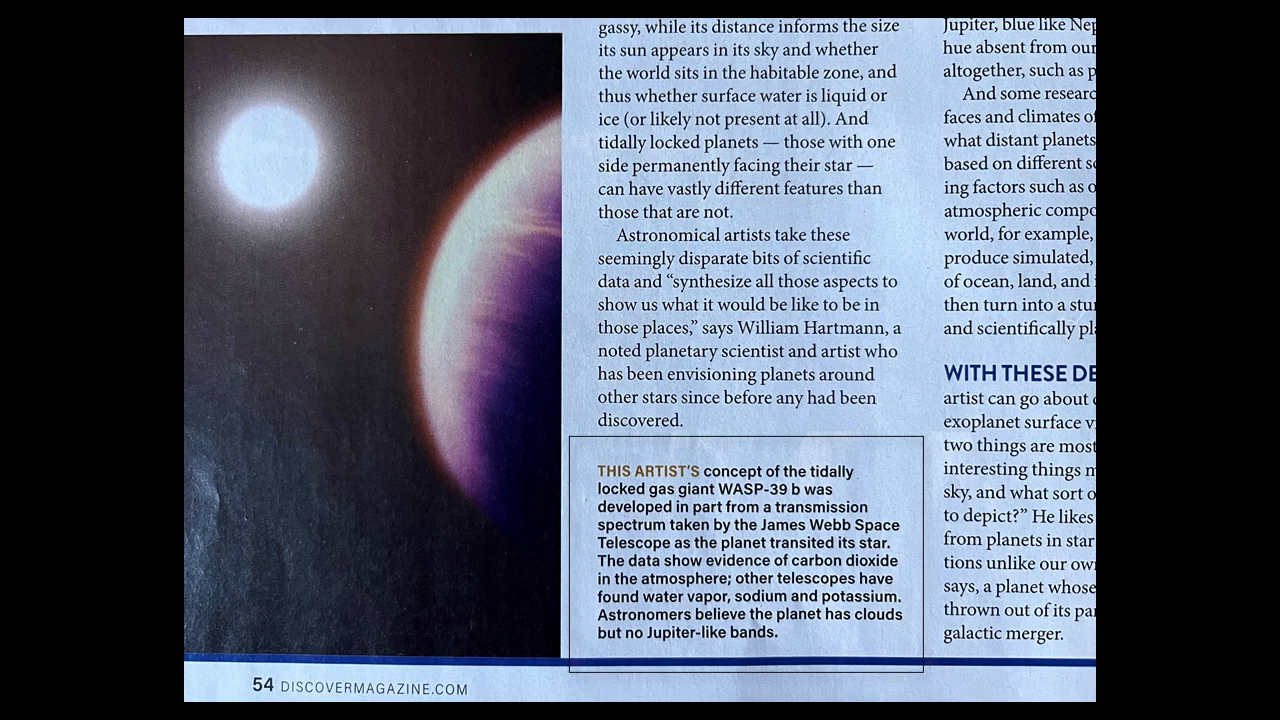 gassy, while its distance informs the size
its sun appears in its sky and whether
the world sits in the habitable zone, and
thus whether surface water is liquid or
ice (or likely not present at all). And
tidally locked planets — those with one
side permanently facing their star —
can have vastly different features than
those that are not.
Astronomical artists take these
seemingly disparate bits of scientific
data and “synthesize all those aspects to
show us what it would be like to be in
those places,” says William Hartmann, a
noted planetary scientist and artist who
has been envisioning planets around
other stars since before any had been
discovered.
THIS ARTIST’S concept of the tidally
locked gas giant WASP-39 b was
developed in part from a transmission
spectrum taken by the James Webb Space
Telescope as the planet transited its star.
The data show evidence of carbon dioxide
in the atmosphere; other telescopes have
found water vapor, sodium and potassium.
Astronomers believe the planet has clouds
but no Jupiter-like bands.
Jupiter, blue like
hue absent from our
altogether, such as
And some
faces and climates
what distant planets
based on different
ing factors such as
atmospheric
world, for example,
produce simulated,
of ocean, land, and
then turn into a
and scientifically
WITH THESE
artist can go about
exoplanet surface
two things are most
interesting things
sky, and what sort
to depict?” He likes
from planets in star
tions unlike our
says, a planet whose
thrown out of its
galactic merger.
54 DISCOVERMAGAZINE.COM